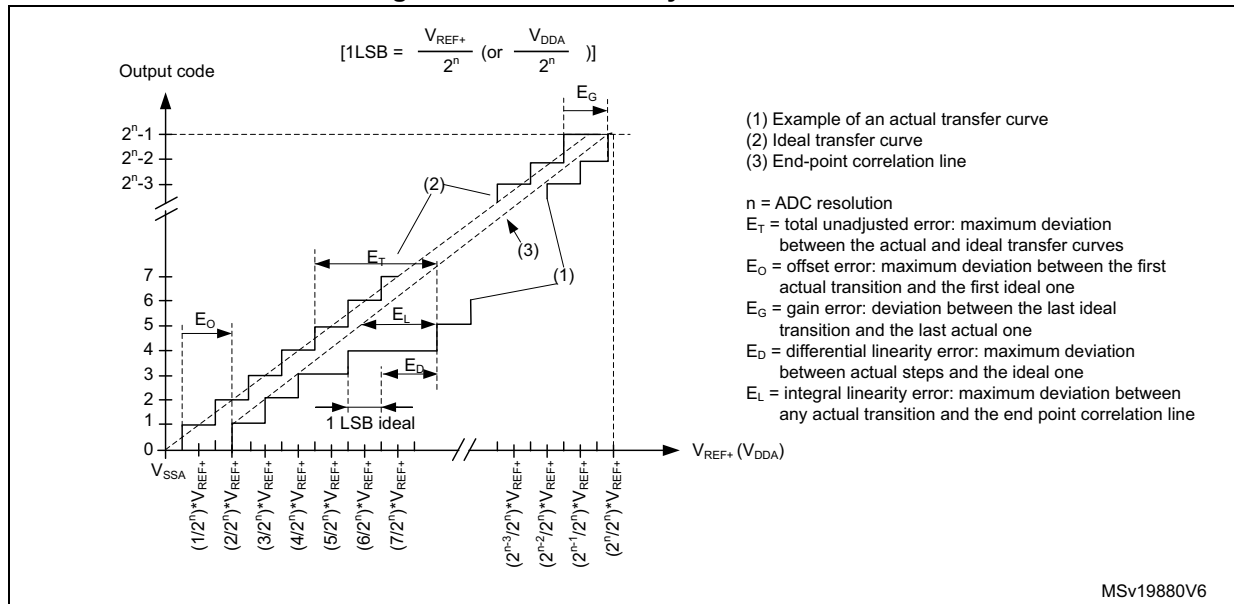 [1LSB = V_REF+ / 2^n (or V_DDA / 2^n )]
Output code
E_G
2^n-1
2^n-2
2^n-3
(2)
(3)
(1)
7
6
5
4
3
2
1
0
E_T
E_O
E_L
E_D
1 LSB ideal
V_SSA
V_REF+ (V_DDA)
(1/2^n)*V_REF+
(2/2^n)*V_REF+
(3/2^n)*V_REF+
(4/2^n)*V_REF+
(5/2^n)*V_REF+
(6/2^n)*V_REF+
(7/2^n)*V_REF+
(2^n-3/2^n)*V_REF+
(2^n-2/2^n)*V_REF+
(2^n-1/2^n)*V_REF+
(2^n/2^n)*V_REF+
(1) Example of an actual transfer curve
(2) Ideal transfer curve
(3) End-point correlation line
n = ADC resolution
E_T = total unadjusted error: maximum deviation
between the actual and ideal transfer curves
E_O = offset error: maximum deviation between the first
actual transition and the first ideal one
E_G = gain error: deviation between the last ideal
transition and the last actual one
E_D = differential linearity error: maximum deviation
between actual steps and the ideal one
E_L = integral linearity error: maximum deviation between
any actual transition and the end point correlation line
MSv19880V6